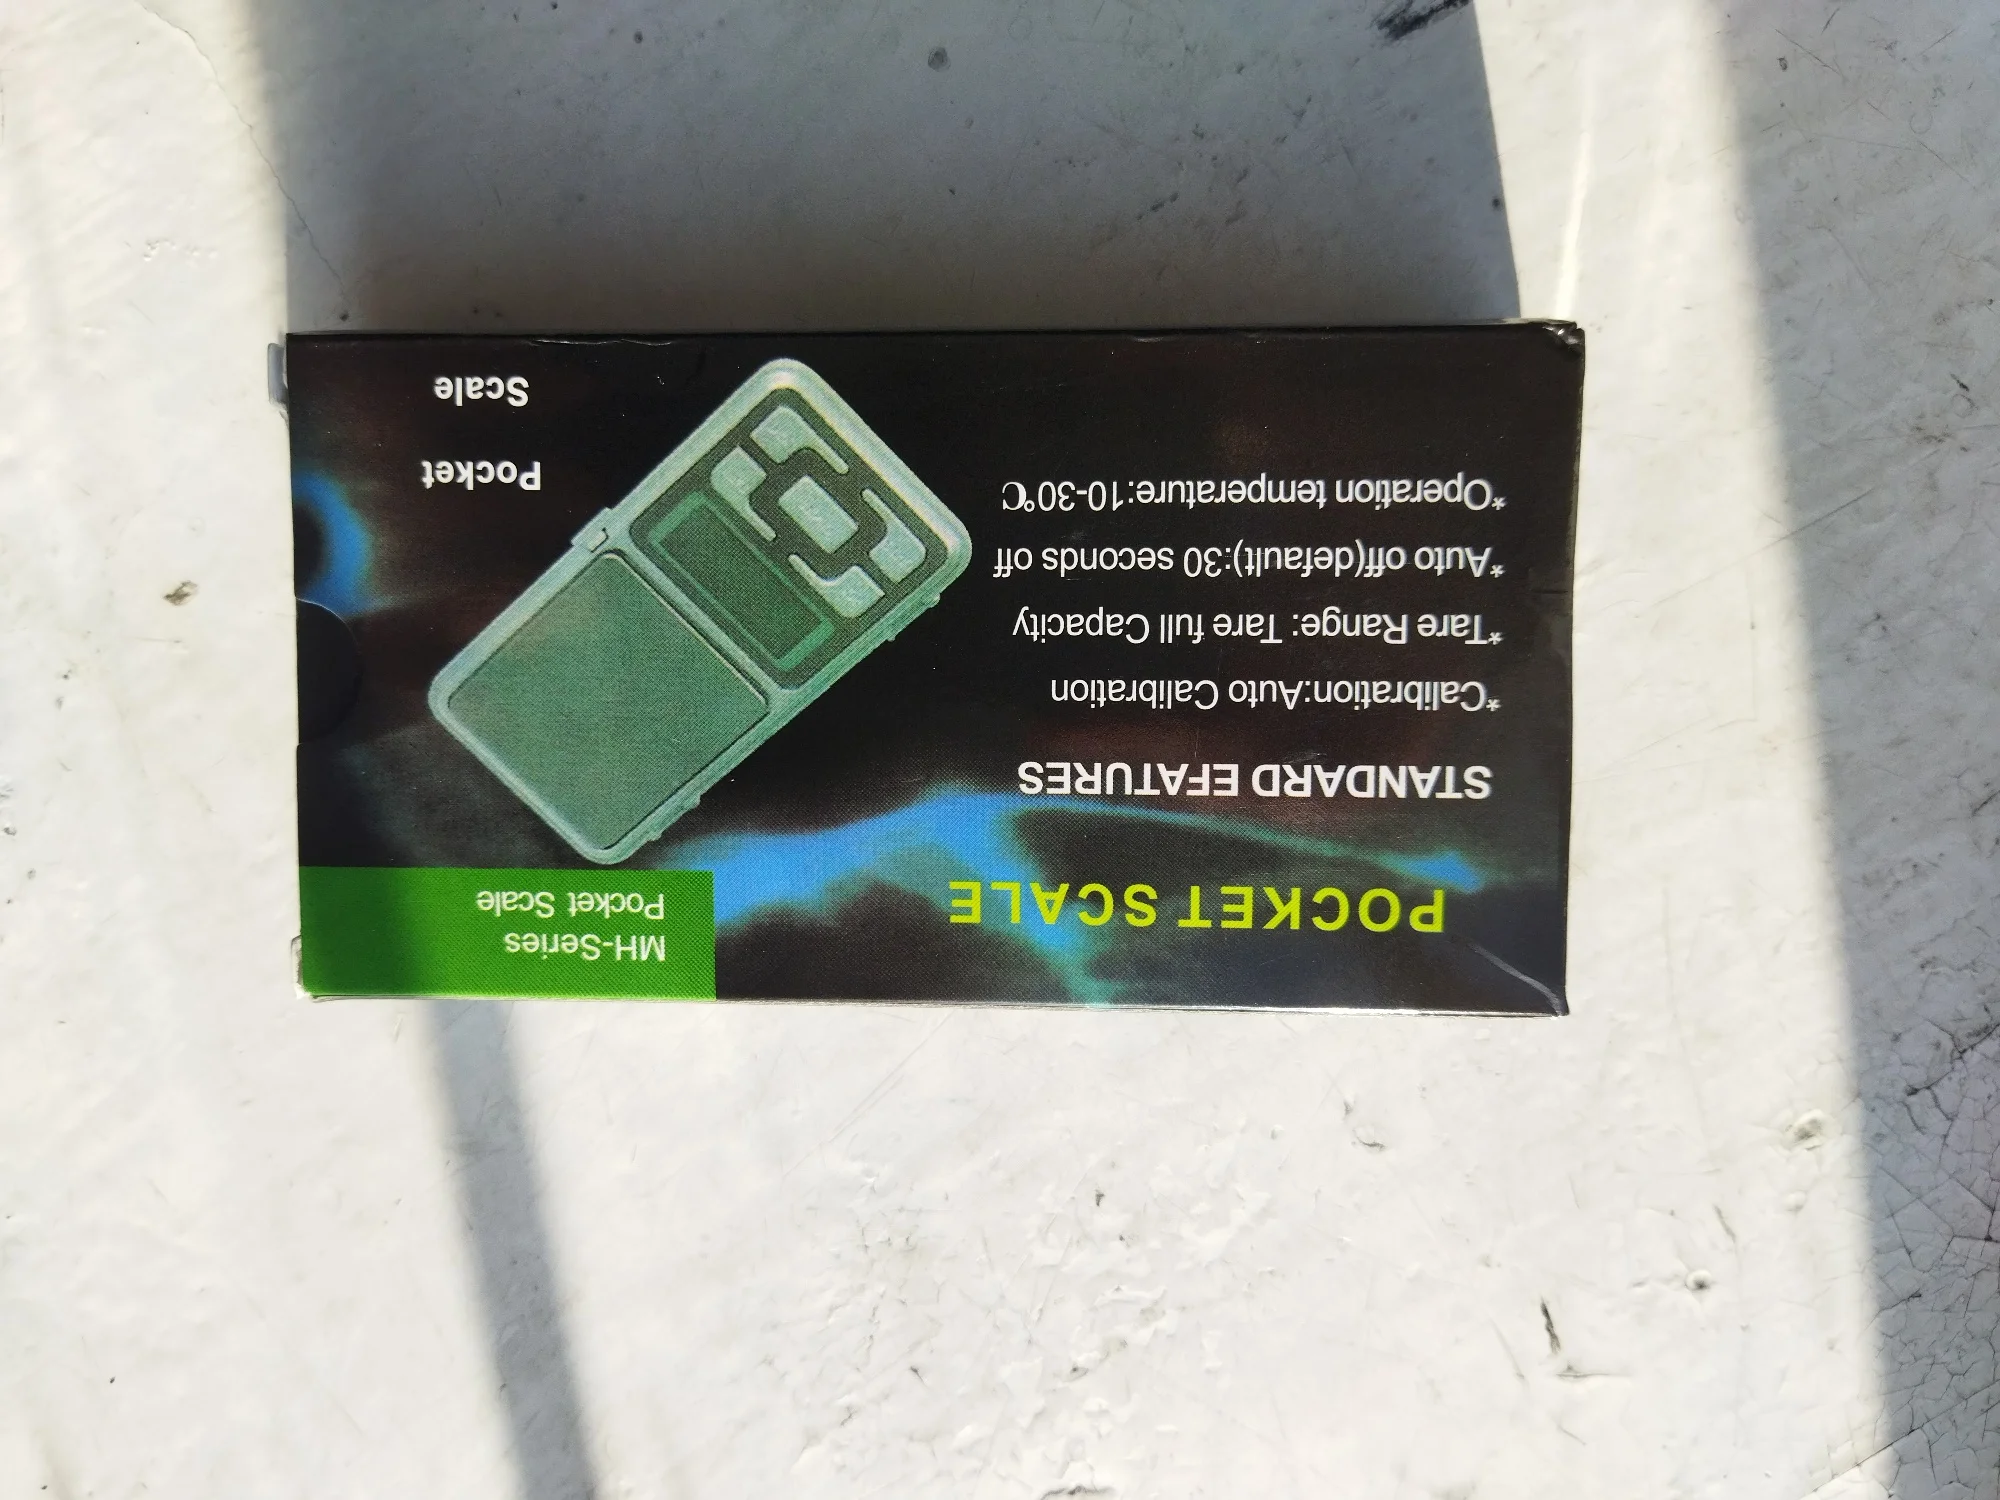 POCKET SCALE
MH-Series
Pocket Scale
STANDARD EFATURES
*Calibration:Auto Calibration
*Tare Range: Tare full Capacity
*Auto off(default):30 seconds off
*Operation temperature:10-30℃
Pocket
Scale